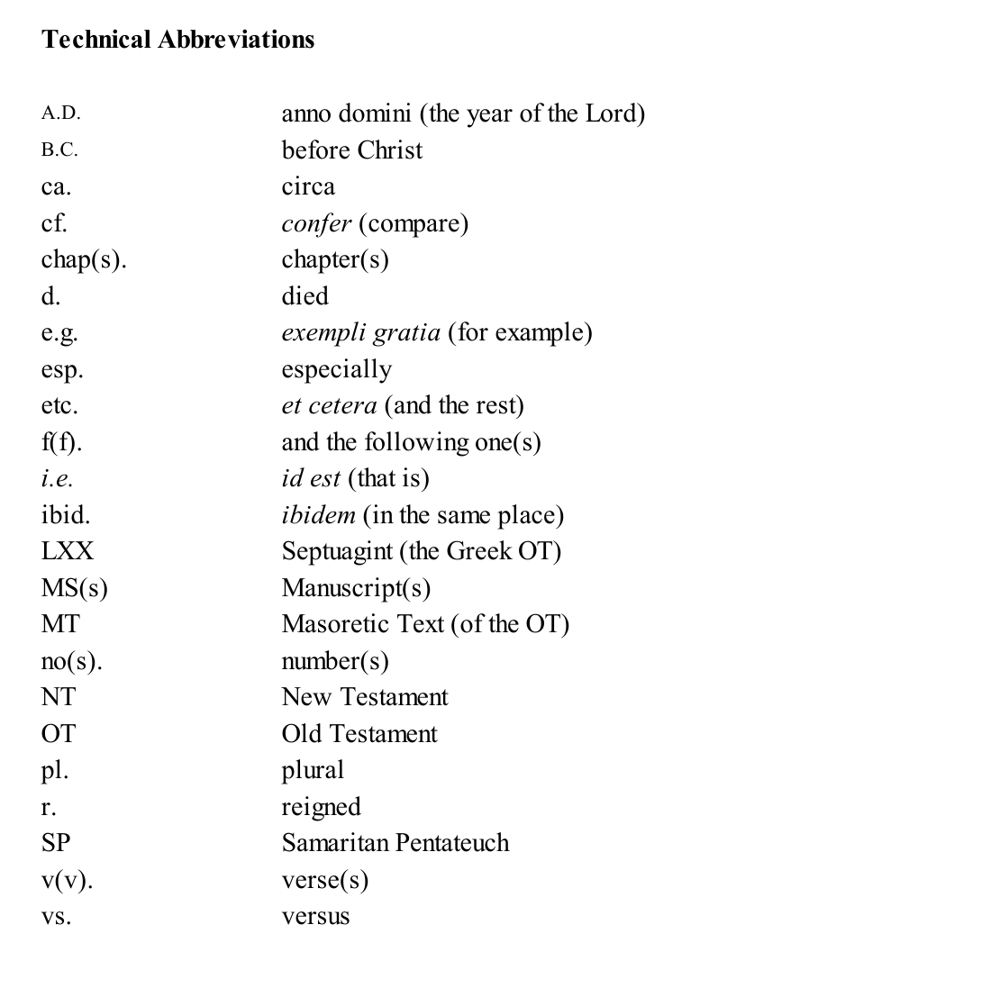 Technical Abbreviations
A.D. anno domini (the year of the Lord)
B.C. before Christ
ca. circa
cf. confer (compare)
chap(s). chapter(s)
d. died
e.g. exempli gratia (for example)
esp. especially
etc. et cetera (and the rest)
f(f). and the following one(s)
i.e. id est (that is)
ibid. ibidem (in the same place)
LXX Septuagint (the Greek OT)
MS(s) Manuscript(s)
MT Masoretic Text (of the OT)
no(s). number(s)
NT New Testament
OT Old Testament
pl. plural
r. reigned
SP Samaritan Pentateuch
v(v). verse(s)
vs. versus